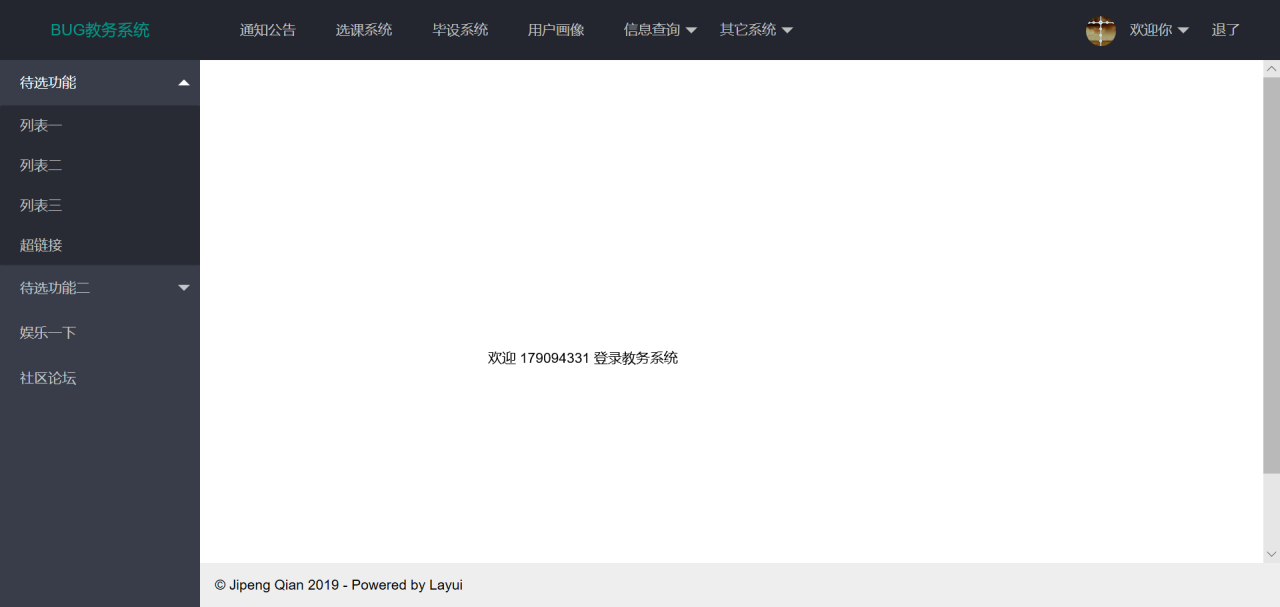 BUG教务系统 通知公告 选课系统 毕设系统 用户画像 信息查询 其它系统 欢迎你 退了
待选功能
列表一
列表二
列表三
超链接
待选功能二
娱乐一下
社区论坛
欢迎 179094331 登录教务系统
© Jipeng Qian 2019 - Powered by Layui